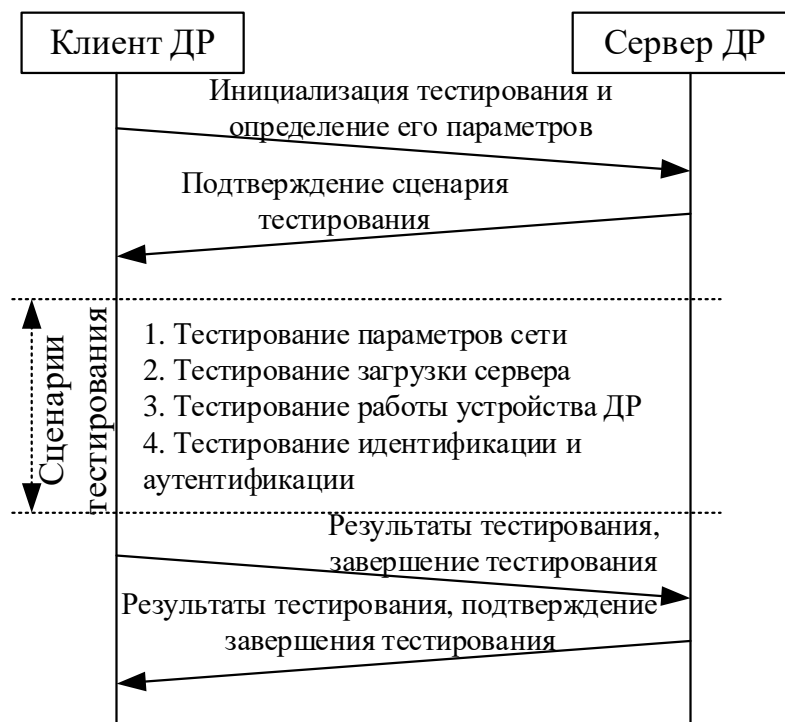 Клиент ДР
Сервер ДР
Инициализация тестирования и
определение его параметров
Подтверждение сценария
тестирования
Сценарии
тестирования
1. Тестирование параметров сети
2. Тестирование загрузки сервера
3. Тестирование работы устройства ДР
4. Тестирование идентификации и
аутентификации
Результаты тестирования,
завершение тестирования
Результаты тестирования, подтверждение
завершения тестирования